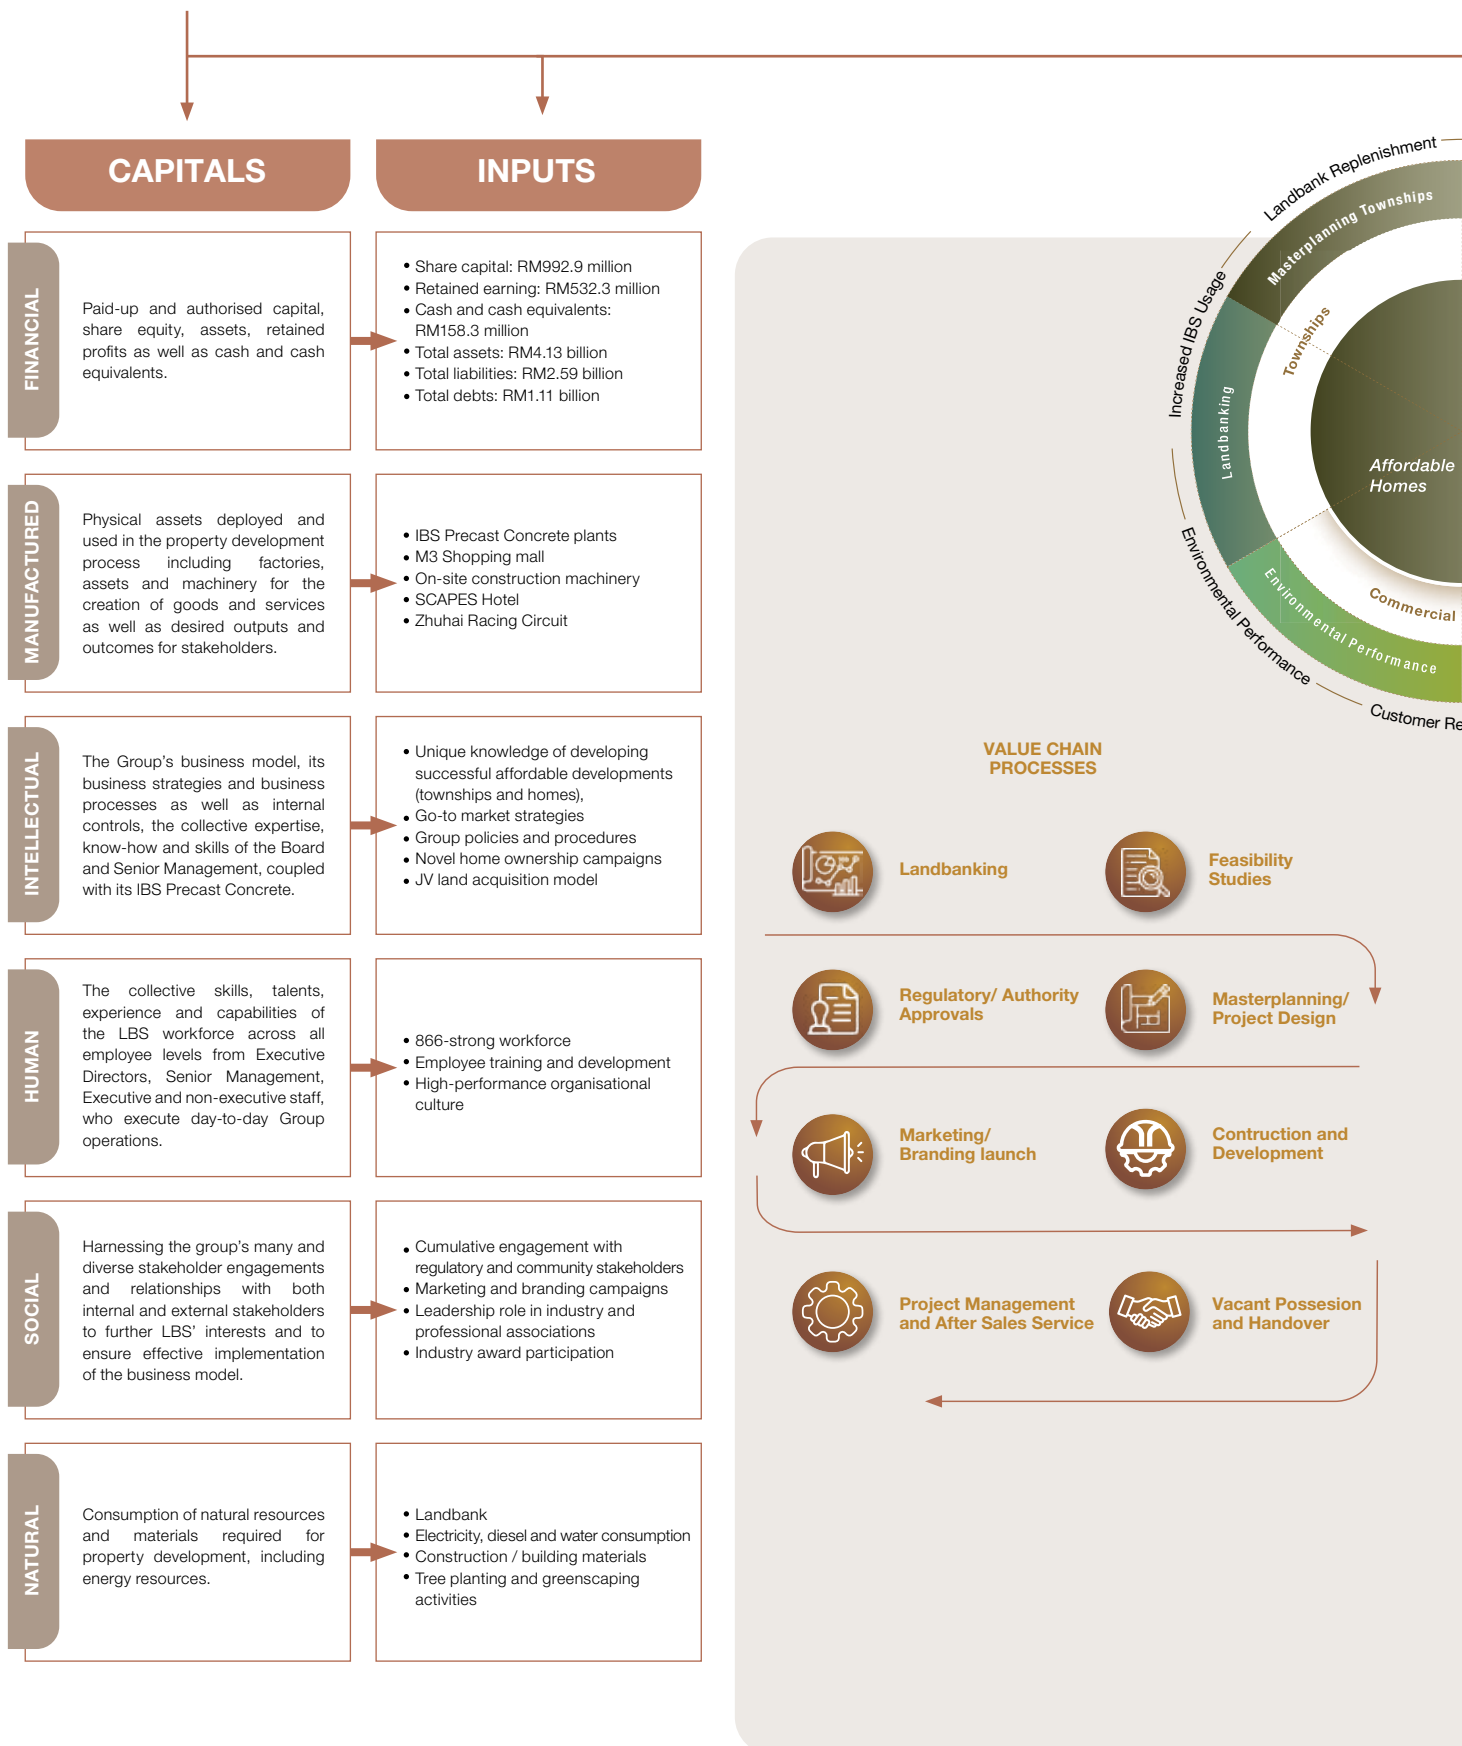 CAPITALS
INPUTS
FINANCIAL
Paid-up and authorised capital,
share equity, assets, retained
profits as well as cash and cash
equivalents.
• Share capital: RM992.9 million
• Retained earning: RM532.3 million
• Cash and cash equivalents:
RM158.3 million
• Total assets: RM4.13 billion
• Total liabilities: RM2.59 billion
• Total debts: RM1.11 billion
MANUFACTURED
Physical assets deployed and
used in the property development
process including factories,
assets and machinery for the
creation of goods and services
as well as desired outputs and
outcomes for stakeholders.
• IBS Precast Concrete plants
• M3 Shopping mall
• On-site construction machinery
• SCAPES Hotel
• Zhuhai Racing Circuit
INTELLECTUAL
The Group's business model, its
business strategies and business
processes as well as internal
controls, the collective expertise,
know-how and skills of the Board
and Senior Management, coupled
with its IBS Precast Concrete.
• Unique knowledge of developing
successful affordable developments
(townships and homes),
• Go-to market strategies
• Group policies and procedures
• Novel home ownership campaigns
• JV land acquisition model
HUMAN
The collective skills, talents,
experience and capabilities of
the LBS workforce across all
employee levels from Executive
Directors, Senior Management,
Executive and non-executive staff,
who execute day-to-day Group
operations.
• 866-strong workforce
• Employee training and development
• High-performance organisational
culture
SOCIAL
Harnessing the group's many and
diverse stakeholder engagements
and relationships with both
internal and external stakeholders
to further LBS' interests and to
ensure effective implementation
of the business model.
• Cumulative engagement with
regulatory and community stakeholders
• Marketing and branding campaigns
• Leadership role in industry and
professional associations
• Industry award participation
NATURAL
Consumption of natural resources
and materials required for
property development, including
energy resources.
• Landbank
• Electricity, diesel and water consumption
• Construction / building materials
• Tree planting and greenscaping
activities
Landbank Replenishment
Increased IBS Usage
Environmental Performance
Customer Re
Masterplanning Townships
Landbanking
Environmental Performance
Townships
Commercial
Affordable
Homes
VALUE CHAIN
PROCESSES
Landbanking
Feasibility
Studies
Regulatory/ Authority
Approvals
Masterplanning/
Project Design
Marketing/
Branding launch
Contruction and
Development
Project Management
and After Sales Service
Vacant Possesion
and Handover